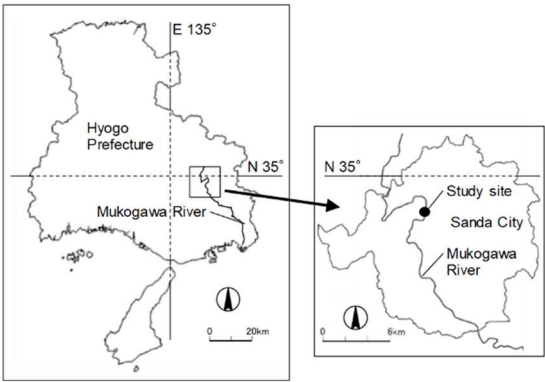 E 135°
Hyogo
Prefecture
N 35°
Mukogawa River
0
20km
N 35°
Study site
Sanda City
Mukogawa
River
0
6km